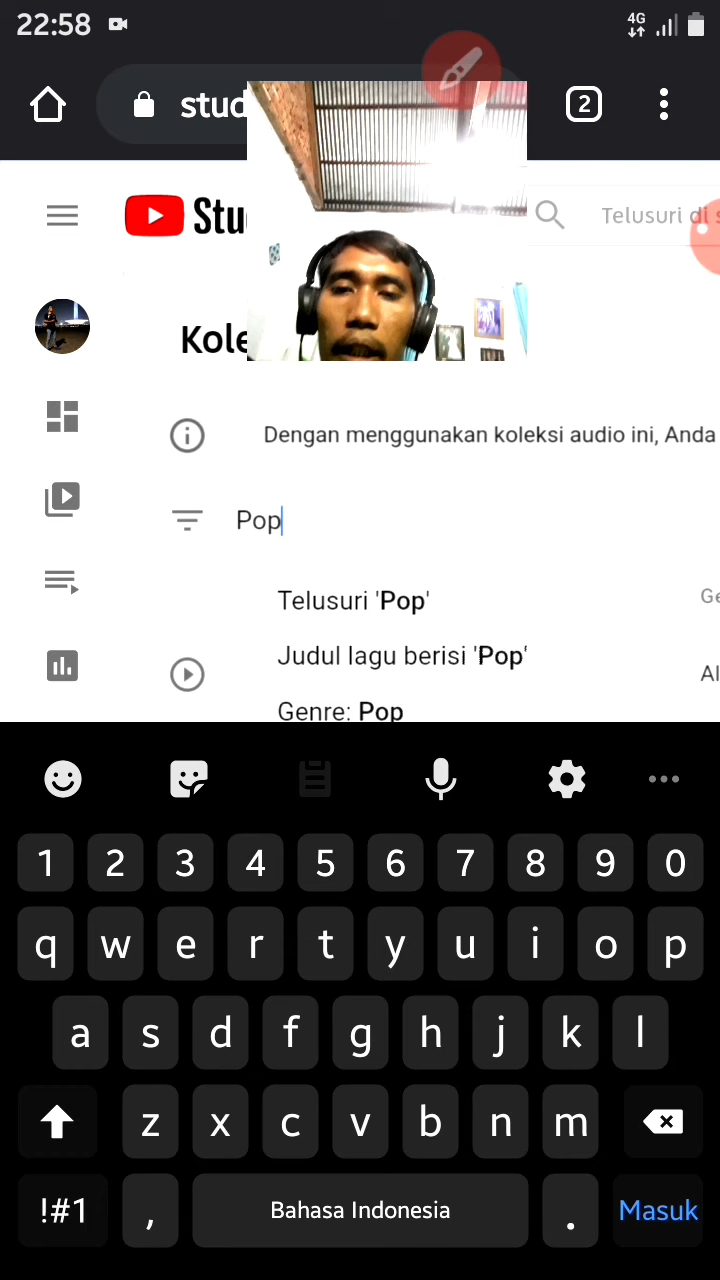 22:58
4G
stud
2
Stu
Telusuri di s
Kole
Dengan menggunakan koleksi audio ini, Anda
Pop
Telusuri 'Pop'
Ge
Judul lagu berisi 'Pop'
Al
Genre: Pop
1 2 3 4 5 6 7 8 9 0
q w e r t y u i o p
a s d f g h j k l
z x c v b n m
!#1 , Bahasa Indonesia . Masuk